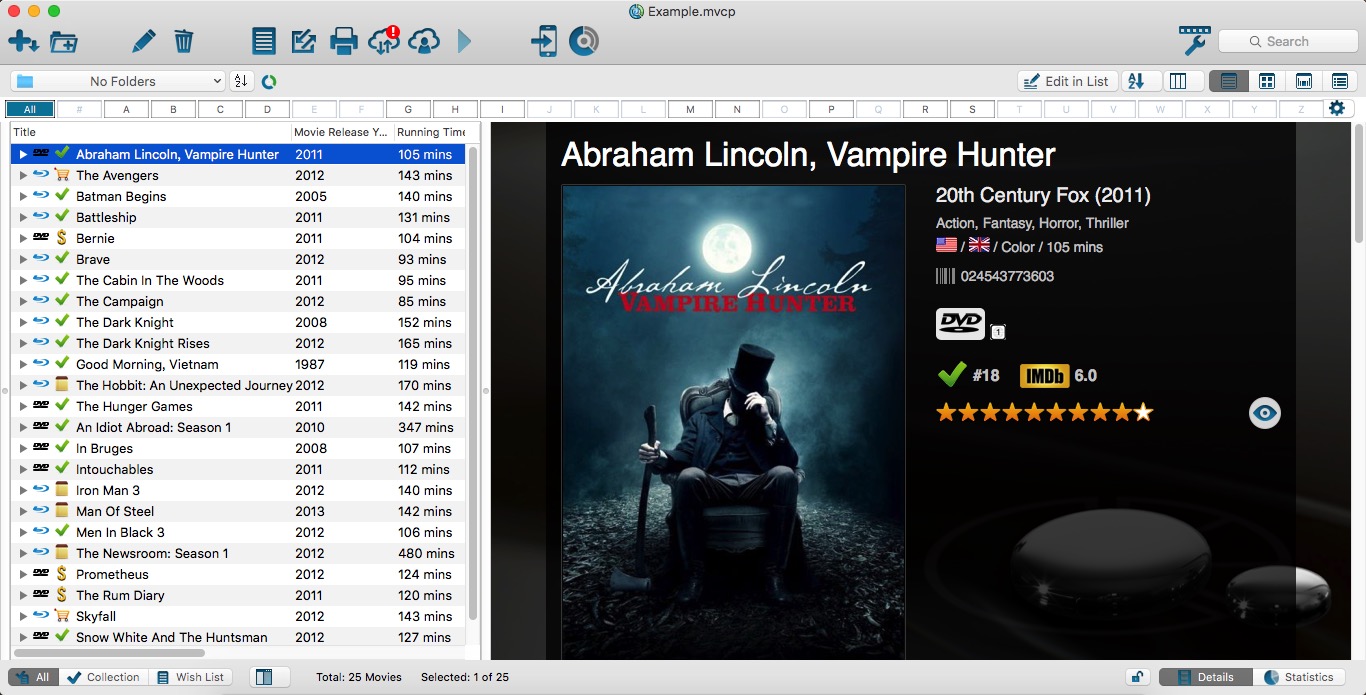 Example.mvcp
!
Search
No Folders
Edit in List
All # A B C D E F G H I J K L M N O P Q R S T U V W X Y Z
Title Movie Release Y... Running Time
DVD Abraham Lincoln, Vampire Hunter 2011 105 mins
The Avengers 2012 143 mins
Batman Begins 2005 140 mins
Battleship 2011 131 mins
DVD Bernie 2011 104 mins
Brave 2012 93 mins
The Cabin In The Woods 2011 95 mins
The Campaign 2012 85 mins
The Dark Knight 2008 152 mins
The Dark Knight Rises 2012 165 mins
Good Morning, Vietnam 1987 119 mins
The Hobbit: An Unexpected Journey 2012 170 mins
DVD The Hunger Games 2011 142 mins
DVD An Idiot Abroad: Season 1 2010 347 mins
DVD In Bruges 2008 107 mins
DVD Intouchables 2011 112 mins
Iron Man 3 2012 140 mins
Man Of Steel 2013 142 mins
Men In Black 3 2012 106 mins
The Newsroom: Season 1 2012 480 mins
DVD Prometheus 2012 124 mins
DVD The Rum Diary 2011 120 mins
Skyfall 2012 143 mins
DVD Snow White And The Huntsman 2012 127 mins
Abraham Lincoln, Vampire Hunter
Abraham Lincoln
VAMPIRE HUNTER
20th Century Fox (2011)
Action, Fantasy, Horror, Thriller
/ / Color / 105 mins
024543773603
DVD 1
#18 IMDb 6.0
All Collection Wish List Total: 25 Movies Selected: 1 of 25 Details Statistics